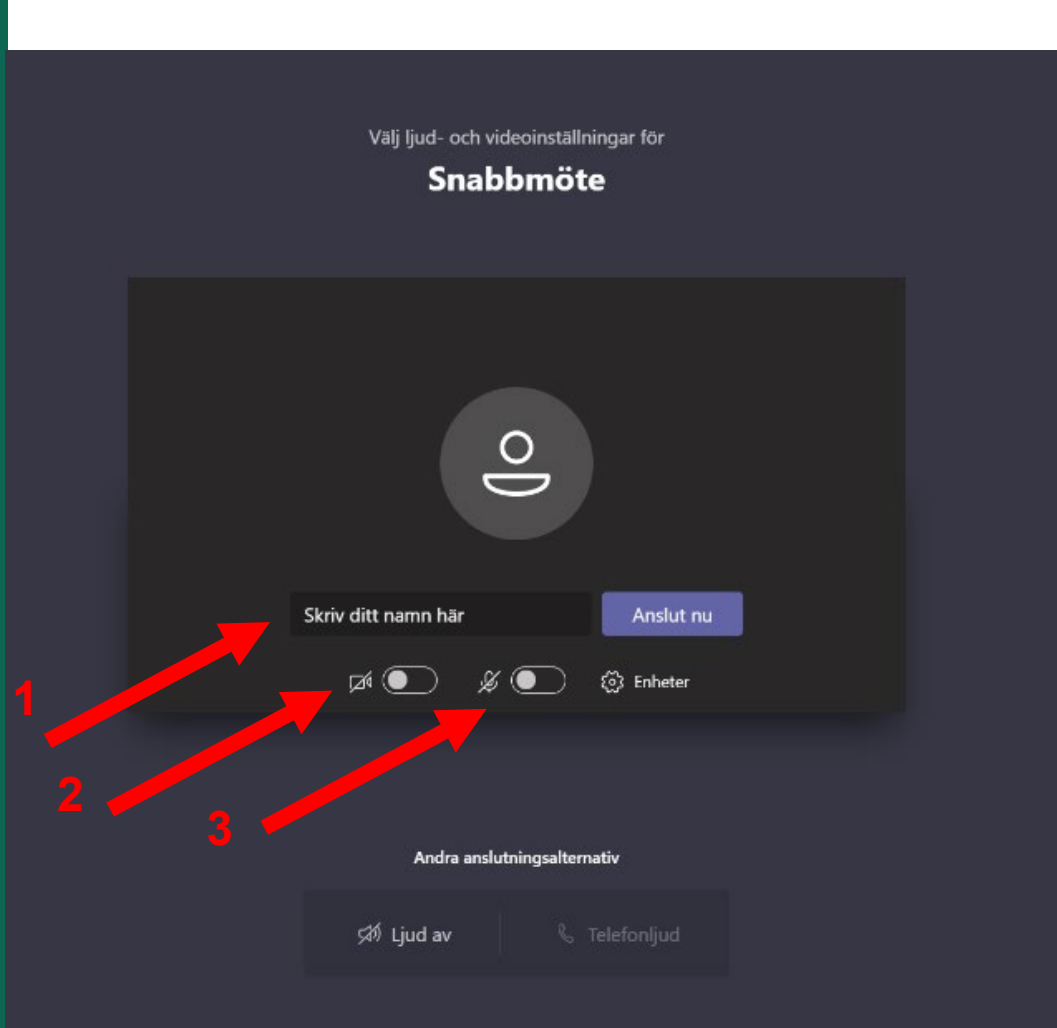 Välj ljud- och videoinställningar för
Snabbmöte
Skriv ditt namn här
Anslut nu
Enheter
1
2
3
Andra anslutningsalternativ
Ljud av
Telefonljud